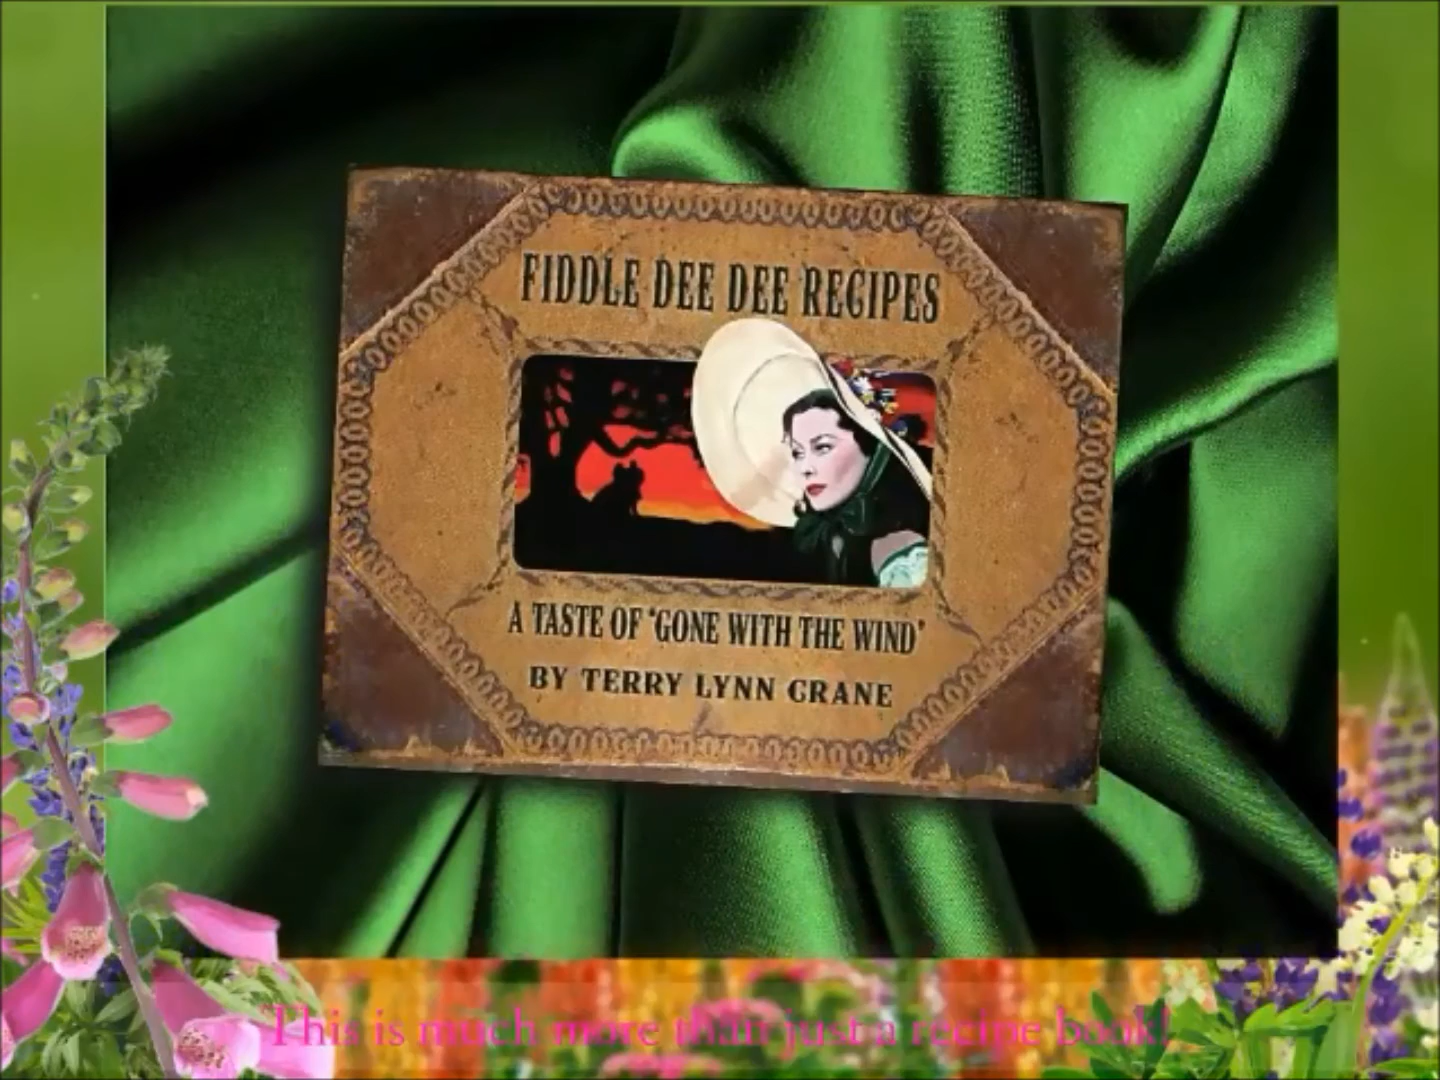 FIDDLE DEE DEE RECIPES
A TASTE OF "GONE WITH THE WIND"
BY TERRY LYNN CRANE
This is much more than just a recipe book!